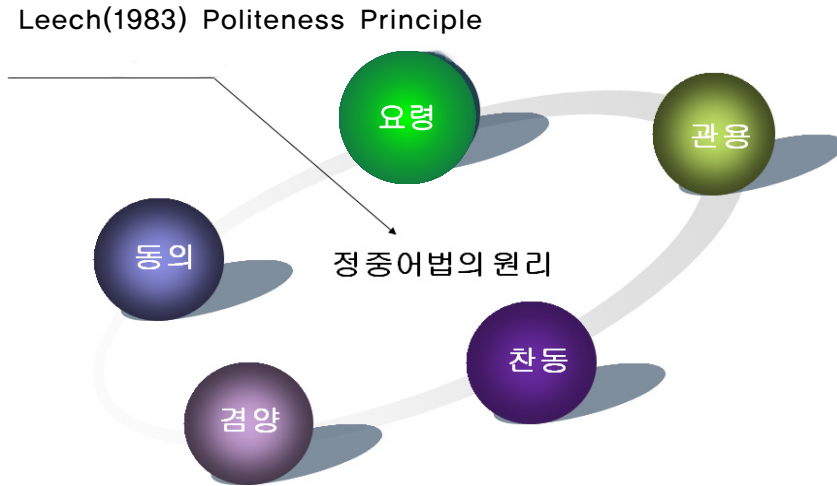 Leech(1983) Politeness Principle
요령
관용
동의
정중어법의 원리
찬동
겸양